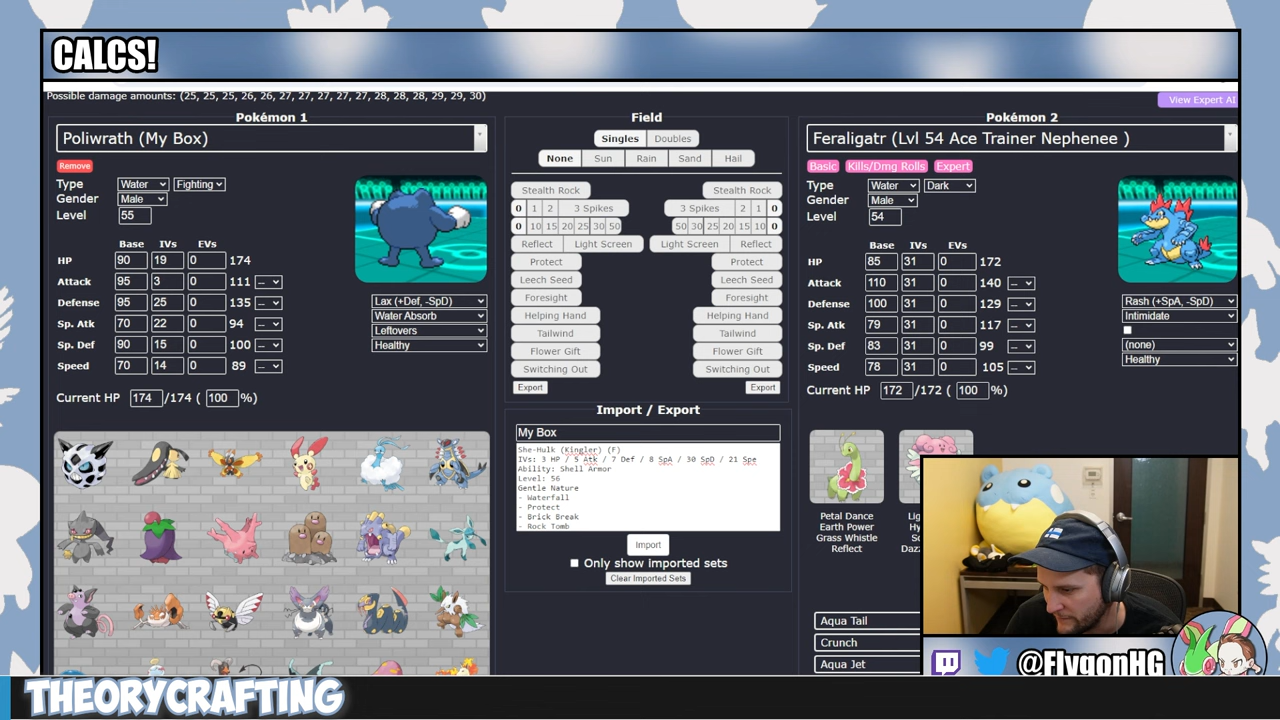 CALCS!
Possible damage amounts: (25, 25, 25, 26, 26, 27, 27, 27, 27, 27, 28, 28, 28, 29, 29, 30)
View Expert AI
Pokémon 1
Field
Pokémon 2
Poliwrath (My Box)
Singles Doubles
Feraligatr (Lvl 54 Ace Trainer Nephenee )
None Sun Rain Sand Hail
Remove
Basic Kills/Dmg Rolls Expert
Type Water Fighting
Gender Male
Level 55
Base IVs EVs
HP 90 19 0 174
Attack 95 3 0 111 --
Defense 95 25 0 135 --
Sp. Atk 70 22 0 94 --
Sp. Def 90 15 0 100 --
Speed 70 14 0 89 --
Current HP 174 /174 ( 100 %)
Lax (+Def, -SpD)
Water Absorb
Leftovers
Healthy
Stealth Rock Stealth Rock
0 1 2 3 Spikes 3 Spikes 2 1 0
0 10 15 20 25 30 50 50 30 25 20 15 10 0
Reflect Light Screen Light Screen Reflect
Protect Protect
Leech Seed Leech Seed
Foresight Foresight
Helping Hand Helping Hand
Tailwind Tailwind
Flower Gift Flower Gift
Switching Out Switching Out
Export Export
Import / Export
My Box
She-Hulk (Kingler) (F)
IVs: 3 HP / 5 Atk / 7 Def / 8 SpA / 30 SpD / 21 Spe
Ability: Shell Armor
Level: 56
Gentle Nature
- Waterfall
- Protect
- Brick Break
- Rock Tomb
Import
Only show imported sets
Clear Imported Sets
Type Water Dark
Gender Male
Level 54
Base IVs EVs
HP 85 31 0 172
Attack 110 31 0 140 --
Defense 100 31 0 129 --
Sp. Atk 79 31 0 117 --
Sp. Def 83 31 0 99 --
Speed 78 31 0 105 --
Current HP 172 /172 ( 100 %)
Rash (+SpA, -SpD)
Intimidate
(none)
Healthy
Petal Dance
Earth Power
Grass Whistle
Reflect
Aqua Tail
Crunch
Aqua Jet
@FlygonHG
THEORYCRAFTING